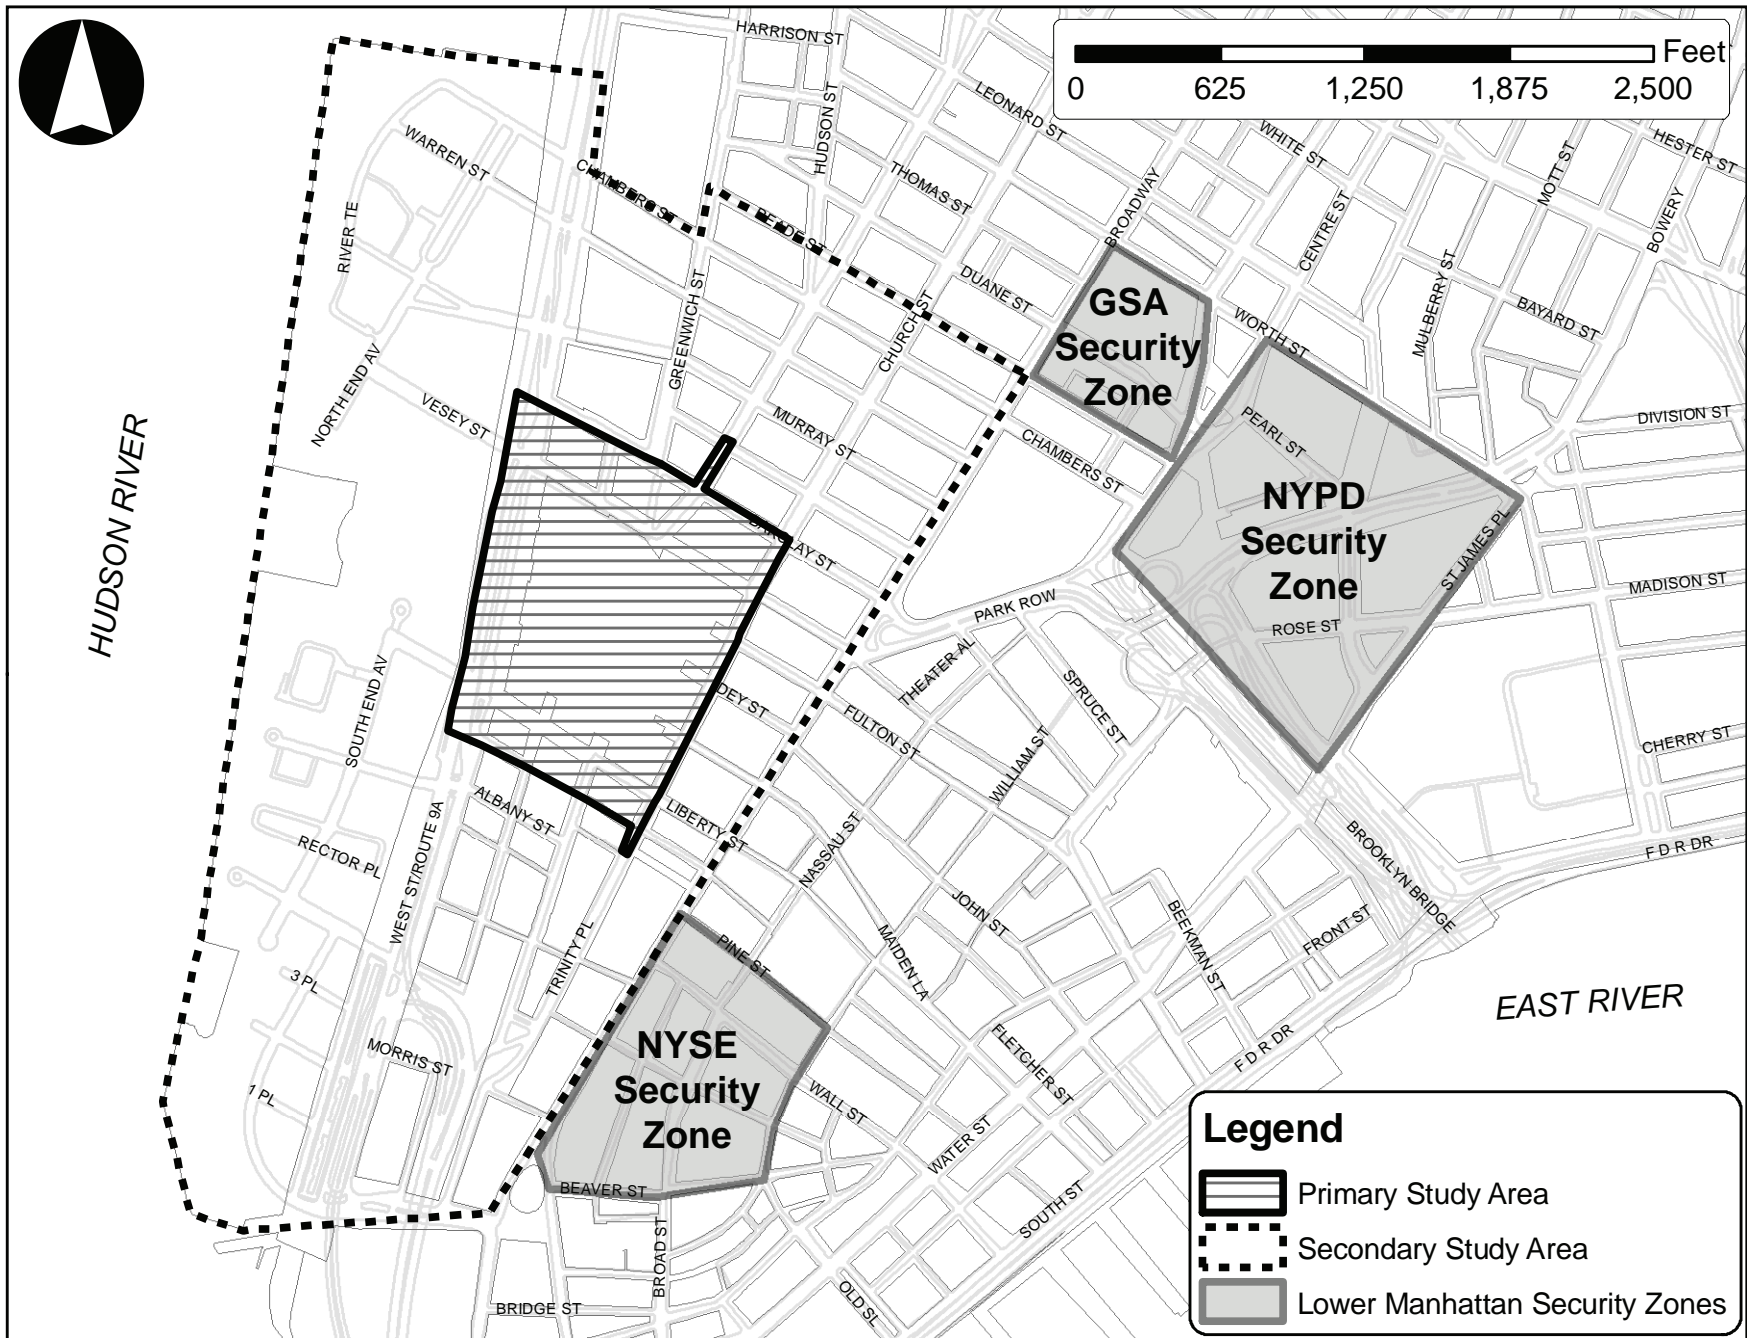 HARRISON ST
Feet
0 625 1,250 1,875 2,500
HUDSON ST
LEONARD ST
WHITE ST
HESTER ST
MOTT ST
WARREN ST
CHAMBERS ST
THOMAS ST
BROADWAY
CENTRE ST
BOWERY
RIVER TE
READE ST
DUANE ST
MULBERRY ST
BAYARD ST
GSA
Security
Zone
WORTH ST
GREENWICH ST
CHURCH ST
NORTH END AV
VESEY ST
MURRAY ST
CHAMBERS ST
PEARL ST
DIVISION ST
HUDSON RIVER
NYPD
Security
Zone
BARCLAY ST
ST JAMES PL
MADISON ST
PARK ROW
ROSE ST
THEATER AL
SPRUCE ST
SOUTH END AV
DEY ST
FULTON ST
WILLIAM ST
CHERRY ST
ALBANY ST
LIBERTY ST
NASSAU ST
RECTOR PL
WEST ST/ROUTE 9A
BROOKLYN BRIDGE
F D R DR
JOHN ST
BEEKMAN ST
FRONT ST
PINE ST
MAIDEN LA
TRINITY PL
3 PL
EAST RIVER
NYSE
Security
Zone
MORRIS ST
FLETCHER ST
F D R DR
1 PL
WALL ST
WATER ST
BEAVER ST
SOUTH ST
BROAD ST
OLD SL
BRIDGE ST
Legend
Primary Study Area
Secondary Study Area
Lower Manhattan Security Zones